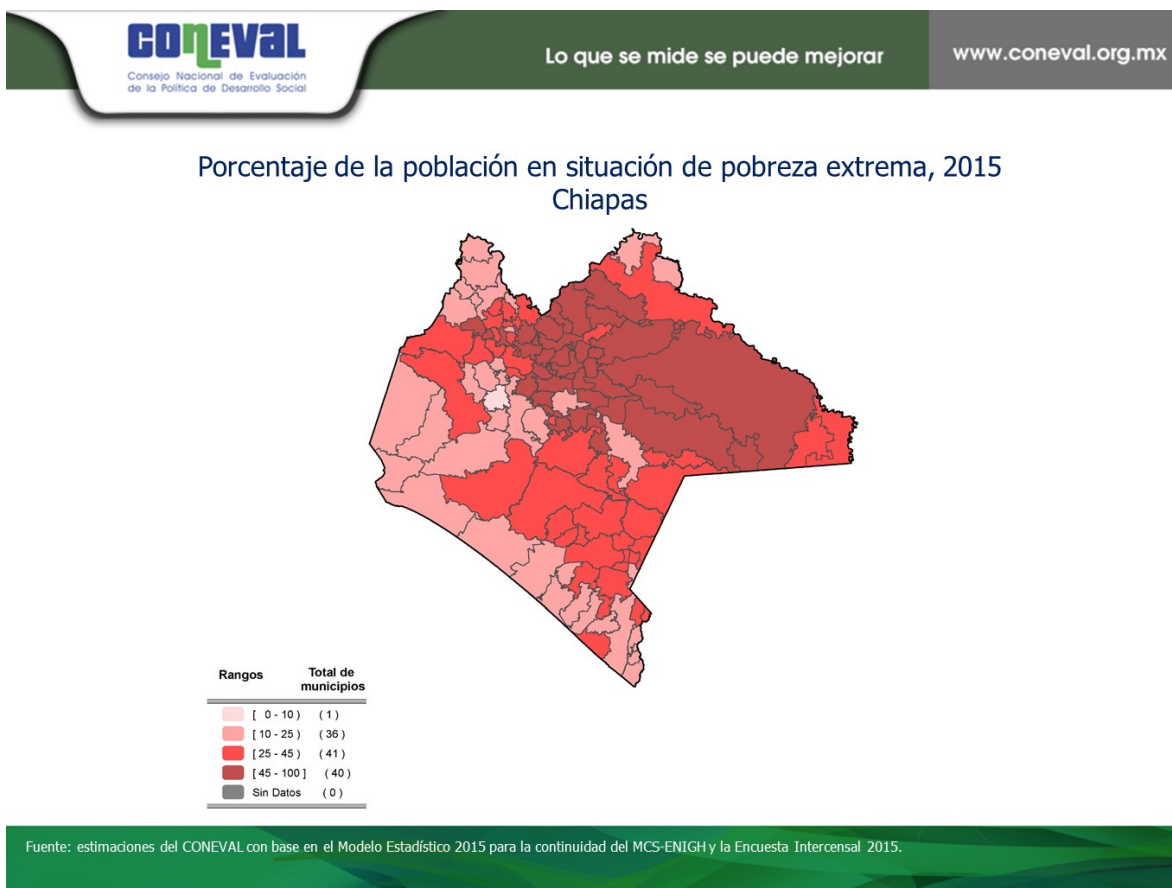 CONEVAL
Consejo Nacional de Evaluación
de la Política de Desarrollo Social
Lo que se mide se puede mejorar
www.coneval.org.mx
Porcentaje de la población en situación de pobreza extrema, 2015
Chiapas
Rangos Total de
municipios
[ 0 - 10 ) ( 1 )
[ 10 - 25 ) ( 36 )
[ 25 - 45 ) ( 41 )
[ 45 - 100 ] ( 40 )
Sin Datos ( 0 )
Fuente: estimaciones del CONEVAL con base en el Modelo Estadístico 2015 para la continuidad del MCS-ENIGH y la Encuesta Intercensal 2015.